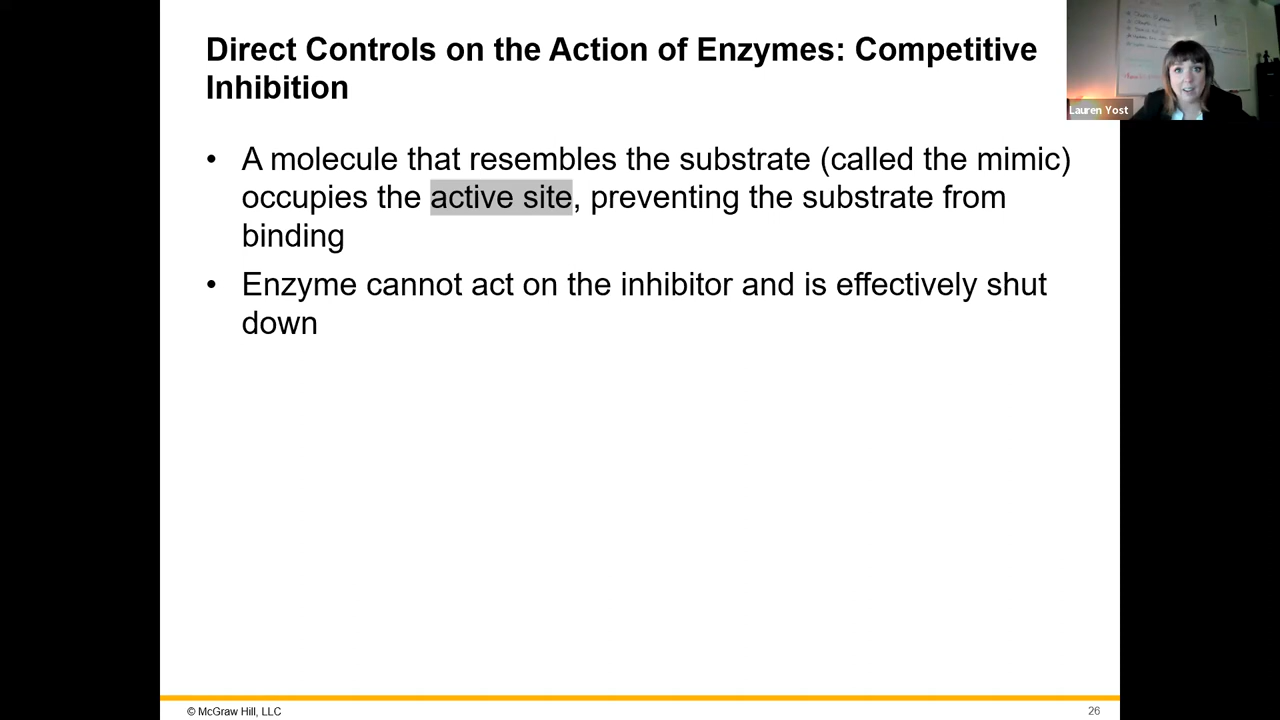 Direct Controls on the Action of Enzymes: Competitive
Inhibition
Lauren Yost
• A molecule that resembles the substrate (called the mimic)
occupies the active site, preventing the substrate from
binding
• Enzyme cannot act on the inhibitor and is effectively shut
down
© McGraw Hill, LLC
26